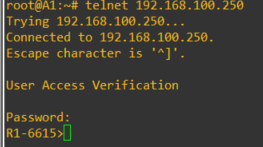 root@A1:~# telnet 192.168.100.250
Trying 192.168.100.250...
Connected to 192.168.100.250.
Escape character is '^]'.
User Access Verification
Password:
R1-6615>